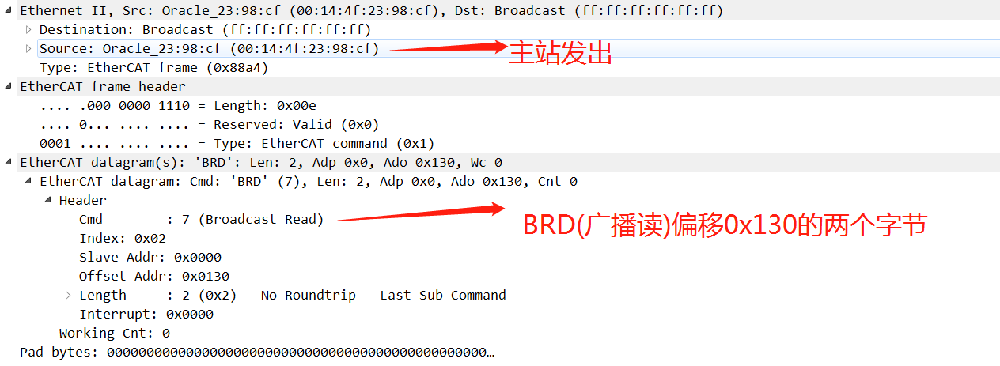 Ethernet II, Src: Oracle_23:98:cf (00:14:4f:23:98:cf), Dst: Broadcast (ff:ff:ff:ff:ff:ff)
Destination: Broadcast (ff:ff:ff:ff:ff:ff)
Source: Oracle_23:98:cf (00:14:4f:23:98:cf)
主站发出
Type: EtherCAT frame (0x88a4)
EtherCAT frame header
.... .000 0000 1110 = Length: 0x00e
.... 0... .... .... = Reserved: Valid (0x0)
0001 .... .... .... = Type: EtherCAT command (0x1)
EtherCAT datagram(s): 'BRD': Len: 2, Adp 0x0, Ado 0x130, Wc 0
EtherCAT datagram: Cmd: 'BRD' (7), Len: 2, Adp 0x0, Ado 0x130, Cnt 0
Header
Cmd : 7 (Broadcast Read)
BRD(广播读)偏移0x130的两个字节
Index: 0x02
Slave Addr: 0x0000
Offset Addr: 0x0130
Length : 2 (0x2) - No Roundtrip - Last Sub Command
Interrupt: 0x0000
Working Cnt: 0
Pad bytes: 000000000000000000000000000000000000000000000000…